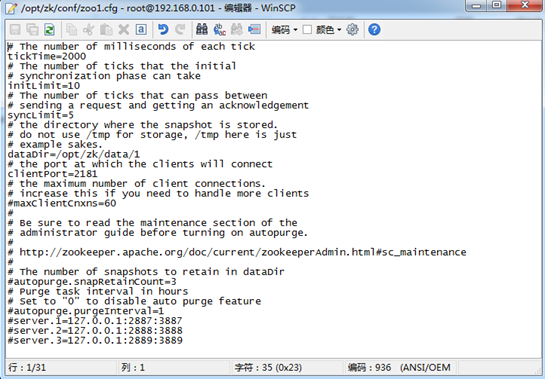 /opt/zk/conf/zoo1.cfg - root@192.168.0.101 - 编辑器 - WinSCP
编码 颜色
# The number of milliseconds of each tick
tickTime=2000
# The number of ticks that the initial
# synchronization phase can take
initLimit=10
# The number of ticks that can pass between
# sending a request and getting an acknowledgement
syncLimit=5
# the directory where the snapshot is stored.
# do not use /tmp for storage, /tmp here is just
# example sakes.
dataDir=/opt/zk/data/1
# the port at which the clients will connect
clientPort=2181
# the maximum number of client connections.
# increase this if you need to handle more clients
#maxClientCnxns=60
#
# Be sure to read the maintenance section of the
# administrator guide before turning on autopurge.
#
# http://zookeeper.apache.org/doc/current/zookeeperAdmin.html#sc_maintenance
#
# The number of snapshots to retain in dataDir
#autopurge.snapRetainCount=3
# Purge task interval in hours
# Set to "0" to disable auto purge feature
#autopurge.purgeInterval=1
#server.1=127.0.0.1:2887:3887
#server.2=127.0.0.1:2888:3888
#server.3=127.0.0.1:2889:3889
行：1/31 列：1 字符：35 (0x23) 编码：936 (ANSI/OEM